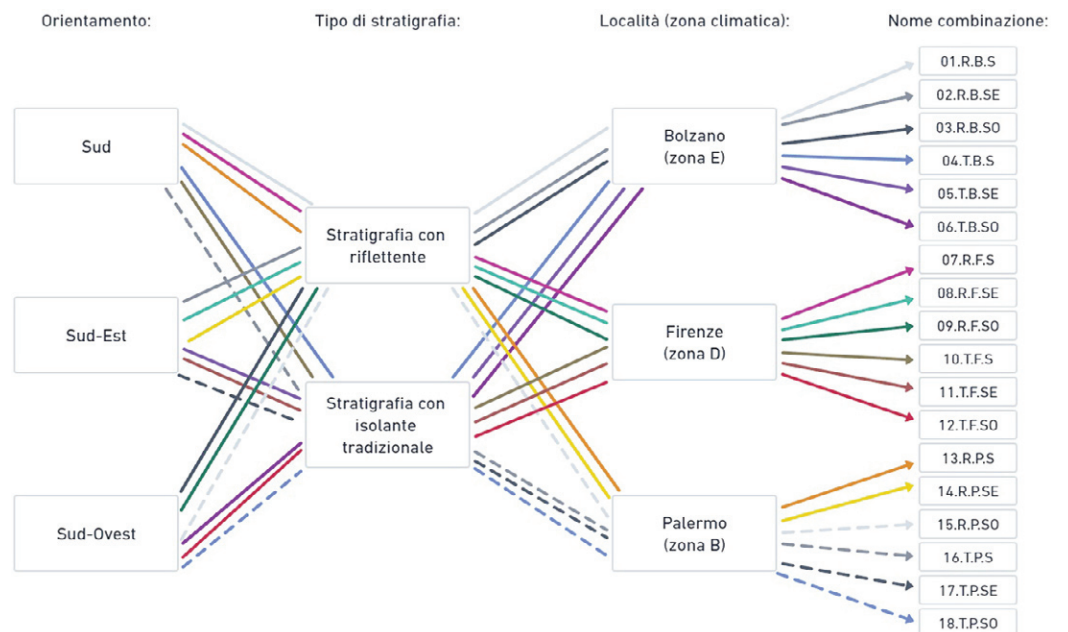 Orientamento:
Tipo di stratigrafia:
Località (zona climatica):
Nome combinazione:
Sud
Sud-Est
Sud-Ovest
Stratigrafia con
riflettente
Stratigrafia con
isolante
tradizionale
Bolzano
(zona E)
Firenze
(zona D)
Palermo
(zona B)
01.R.B.S
02.R.B.SE
03.R.B.SO
04.T.B.S
05.T.B.SE
06.T.B.SO
07.R.F.S
08.R.F.SE
09.R.F.SO
10.T.F.S
11.T.F.SE
12.T.F.SO
13.R.P.S
14.R.P.SE
15.R.P.SO
16.T.P.S
17.T.P.SE
18.T.P.SO